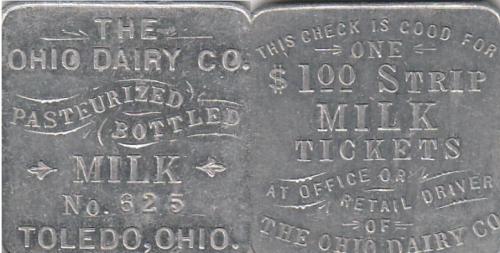 THE
OHIO DAIRY CO.
PASTEURIZED
BOTTLED
MILK
No. 625
TOLEDO, OHIO.
THIS CHECK IS GOOD FOR
ONE
$1.00 STRIP
MILK
TICKETS
AT OFFICE OR
RETAIL DRIVER
OF
THE OHIO DAIRY CO